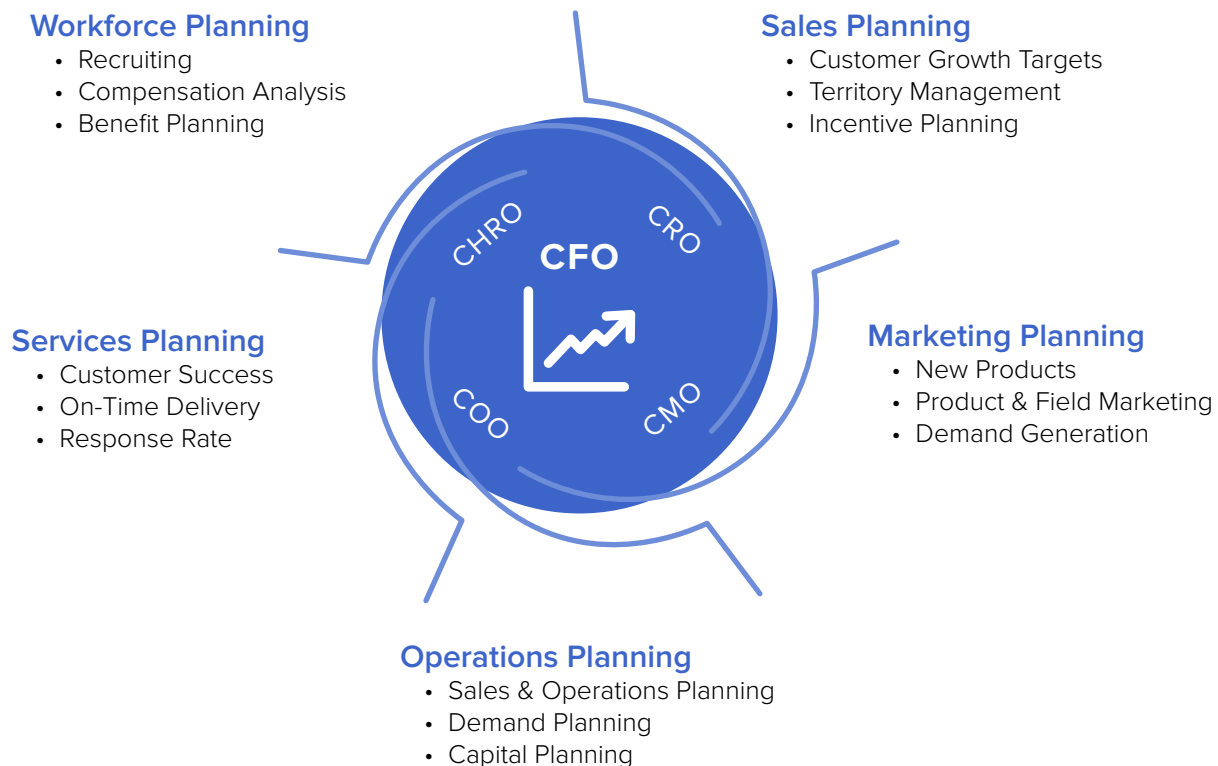 Workforce Planning
• Recruiting
• Compensation Analysis
• Benefit Planning
Sales Planning
• Customer Growth Targets
• Territory Management
• Incentive Planning
CHRO
CRO
CFO
COO
CMO
Services Planning
• Customer Success
• On-Time Delivery
• Response Rate
Marketing Planning
• New Products
• Product & Field Marketing
• Demand Generation
Operations Planning
• Sales & Operations Planning
• Demand Planning
• Capital Planning